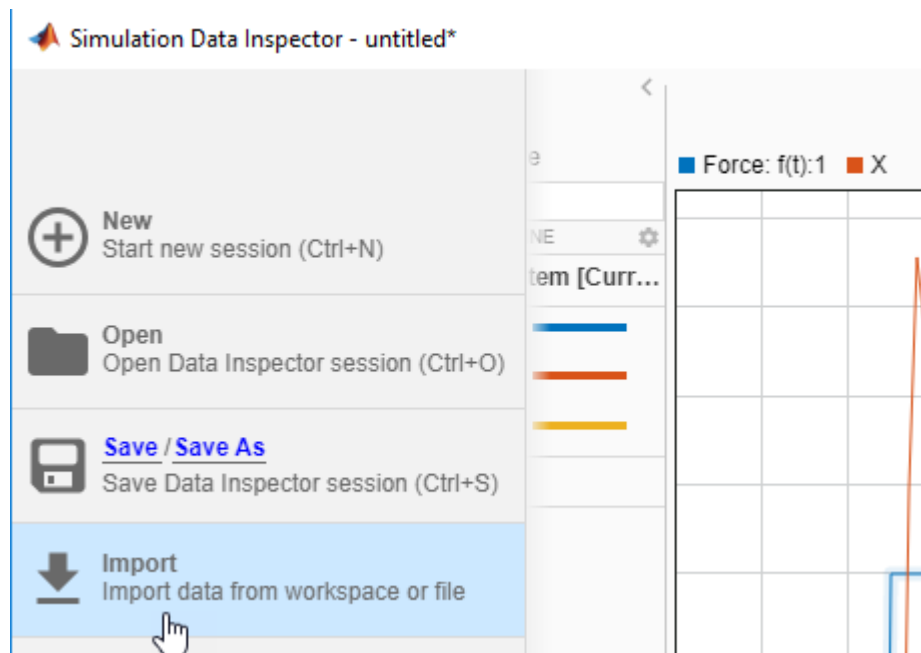 Simulation Data Inspector - untitled*
e
Force: f(t):1 X
New
Start new session (Ctrl+N)
NE
tem [Curr...
Open
Open Data Inspector session (Ctrl+O)
Save / Save As
Save Data Inspector session (Ctrl+S)
Import
Import data from workspace or file